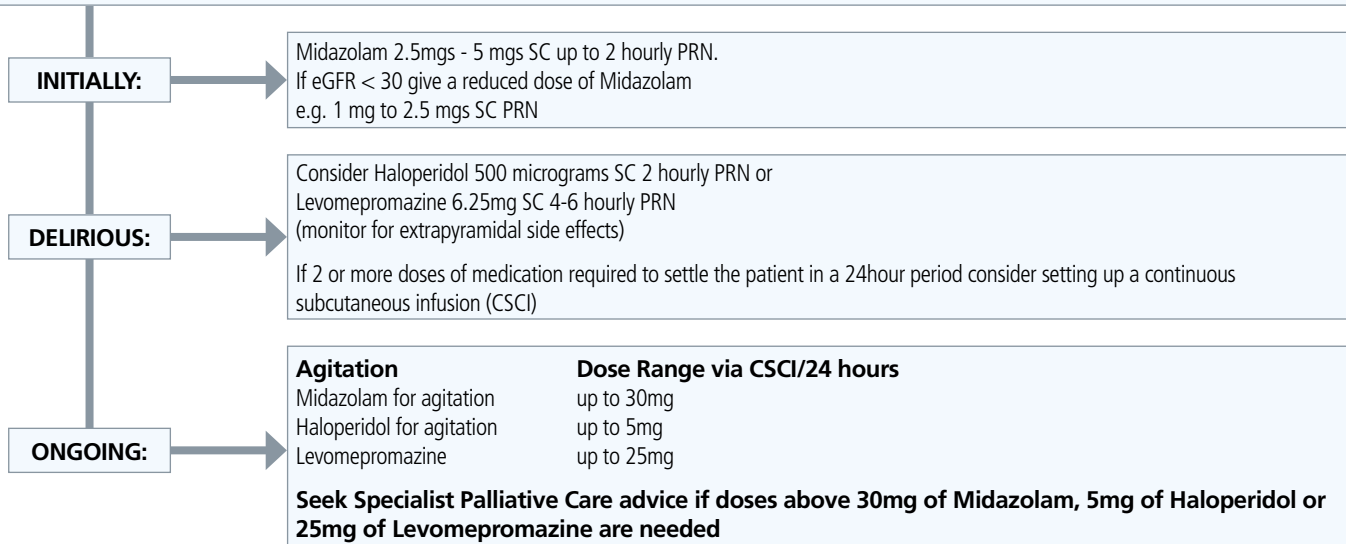 INITIALLY:
Midazolam 2.5mgs - 5 mgs SC up to 2 hourly PRN.
If eGFR < 30 give a reduced dose of Midazolam
e.g. 1 mg to 2.5 mgs SC PRN
DELIRIOUS:
Consider Haloperidol 500 micrograms SC 2 hourly PRN or
Levomepromazine 6.25mg SC 4-6 hourly PRN
(monitor for extrapyramidal side effects)
If 2 or more doses of medication required to settle the patient in a 24hour period consider setting up a continuous
subcutaneous infusion (CSCI)
ONGOING:
Agitation Dose Range via CSCI/24 hours
Midazolam for agitation up to 30mg
Haloperidol for agitation up to 5mg
Levomepromazine up to 25mg
Seek Specialist Palliative Care advice if doses above 30mg of Midazolam, 5mg of Haloperidol or
25mg of Levomepromazine are needed